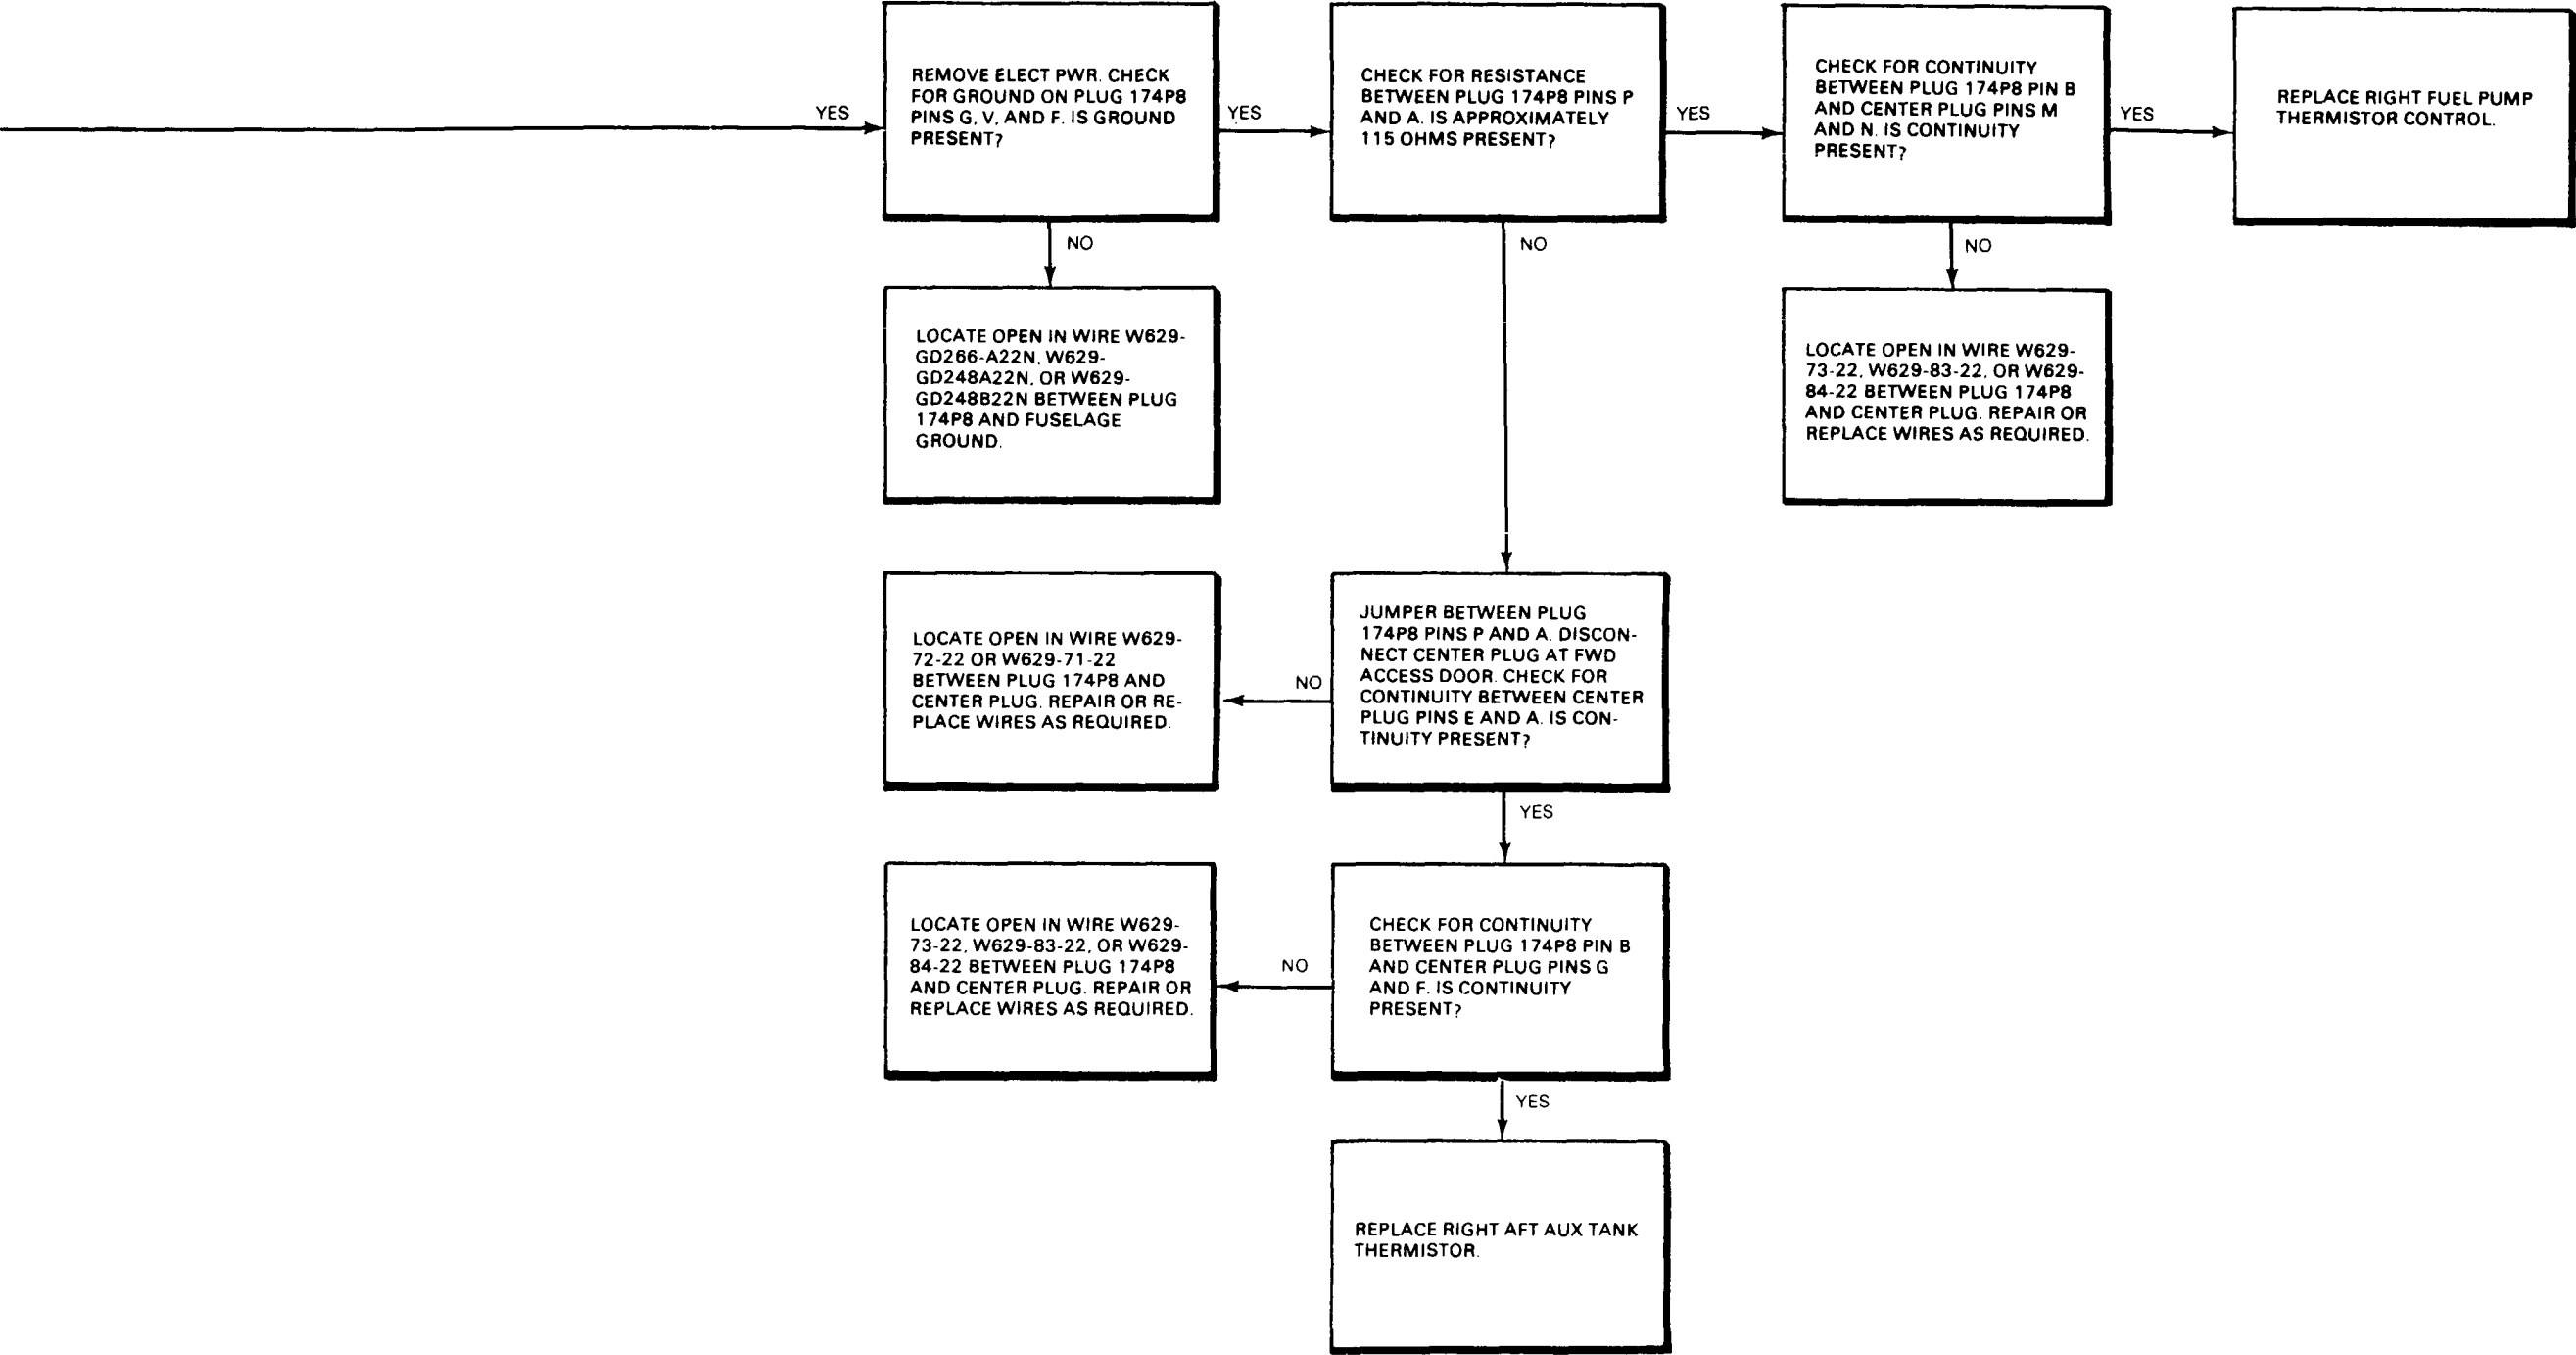 YES
REMOVE ELECT PWR. CHECK
FOR GROUND ON PLUG 174P8
PINS G, V, AND F. IS GROUND
PRESENT?
YES
CHECK FOR RESISTANCE
BETWEEN PLUG 174P8 PINS P
AND A. IS APPROXIMATELY
115 OHMS PRESENT?
YES
CHECK FOR CONTINUITY
BETWEEN PLUG 174P8 PIN B
AND CENTER PLUG PINS M
AND N. IS CONTINUITY
PRESENT?
YES
REPLACE RIGHT FUEL PUMP
THERMISTOR CONTROL.
NO
NO
NO
LOCATE OPEN IN WIRE W629-
GD266-A22N, W629-
GD248A22N, OR W629-
GD248B22N BETWEEN PLUG
174P8 AND FUSELAGE
GROUND.
LOCATE OPEN IN WIRE W629-
73-22, W629-83-22, OR W629-
84-22 BETWEEN PLUG 174P8
AND CENTER PLUG. REPAIR OR
REPLACE WIRES AS REQUIRED.
LOCATE OPEN IN WIRE W629-
72-22 OR W629-71-22
BETWEEN PLUG 174P8 AND
CENTER PLUG. REPAIR OR RE-
PLACE WIRES AS REQUIRED.
NO
JUMPER BETWEEN PLUG
174P8 PINS P AND A. DISCON-
NECT CENTER PLUG AT FWD
ACCESS DOOR. CHECK FOR
CONTINUITY BETWEEN CENTER
PLUG PINS E AND A. IS CON-
TINUITY PRESENT?
YES
LOCATE OPEN IN WIRE W629-
73-22, W629-83-22, OR W629-
84-22 BETWEEN PLUG 174P8
AND CENTER PLUG. REPAIR OR
REPLACE WIRES AS REQUIRED.
NO
CHECK FOR CONTINUITY
BETWEEN PLUG 174P8 PIN B
AND CENTER PLUG PINS G
AND F. IS CONTINUITY
PRESENT?
YES
REPLACE RIGHT AFT AUX TANK
THERMISTOR.